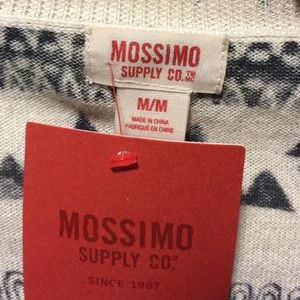 MOSSIMO
SUPPLY CO.™
MC
M/M
MADE IN CHINA
FABRIQUÉ EN CHINE
MOSSIMO
SUPPLY CO.
SINCE 1987